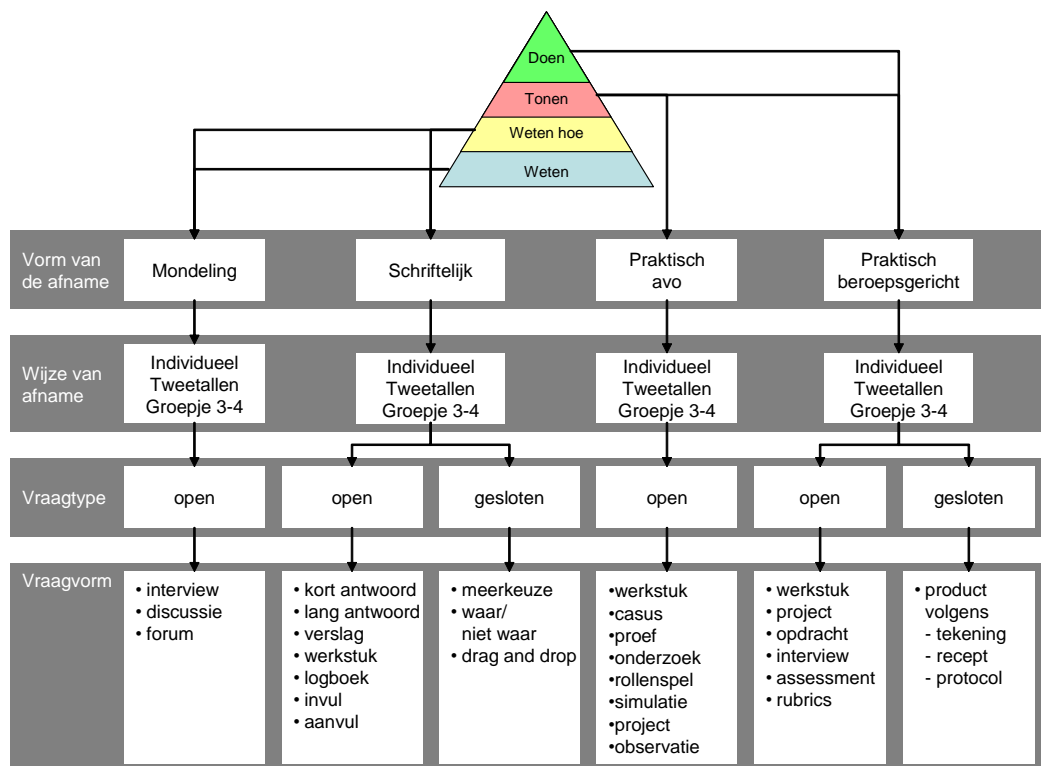 Doen
Tonen
Weten hoe
Weten
Vorm van
de afname
Mondeling
Schriftelijk
Praktisch
avo
Praktisch
beroepsgericht
Wijze van
afname
Individueel
Tweetallen
Groepje 3-4
Individueel
Tweetallen
Groepje 3-4
Individueel
Tweetallen
Groepje 3-4
Individueel
Tweetallen
Groepje 3-4
Vraagtype
open
open
gesloten
open
open
gesloten
Vraagvorm
• interview
• discussie
• forum
• kort antwoord
• lang antwoord
• verslag
• werkstuk
• logboek
• invul
• aanvul
• meerkeuze
• waar/
niet waar
• drag and drop
•werkstuk
•casus
•proef
•onderzoek
•rollenspel
•simulatie
•project
•observatie
• werkstuk
• project
• opdracht
• interview
• assessment
• rubrics
• product
volgens
- tekening
- recept
- protocol